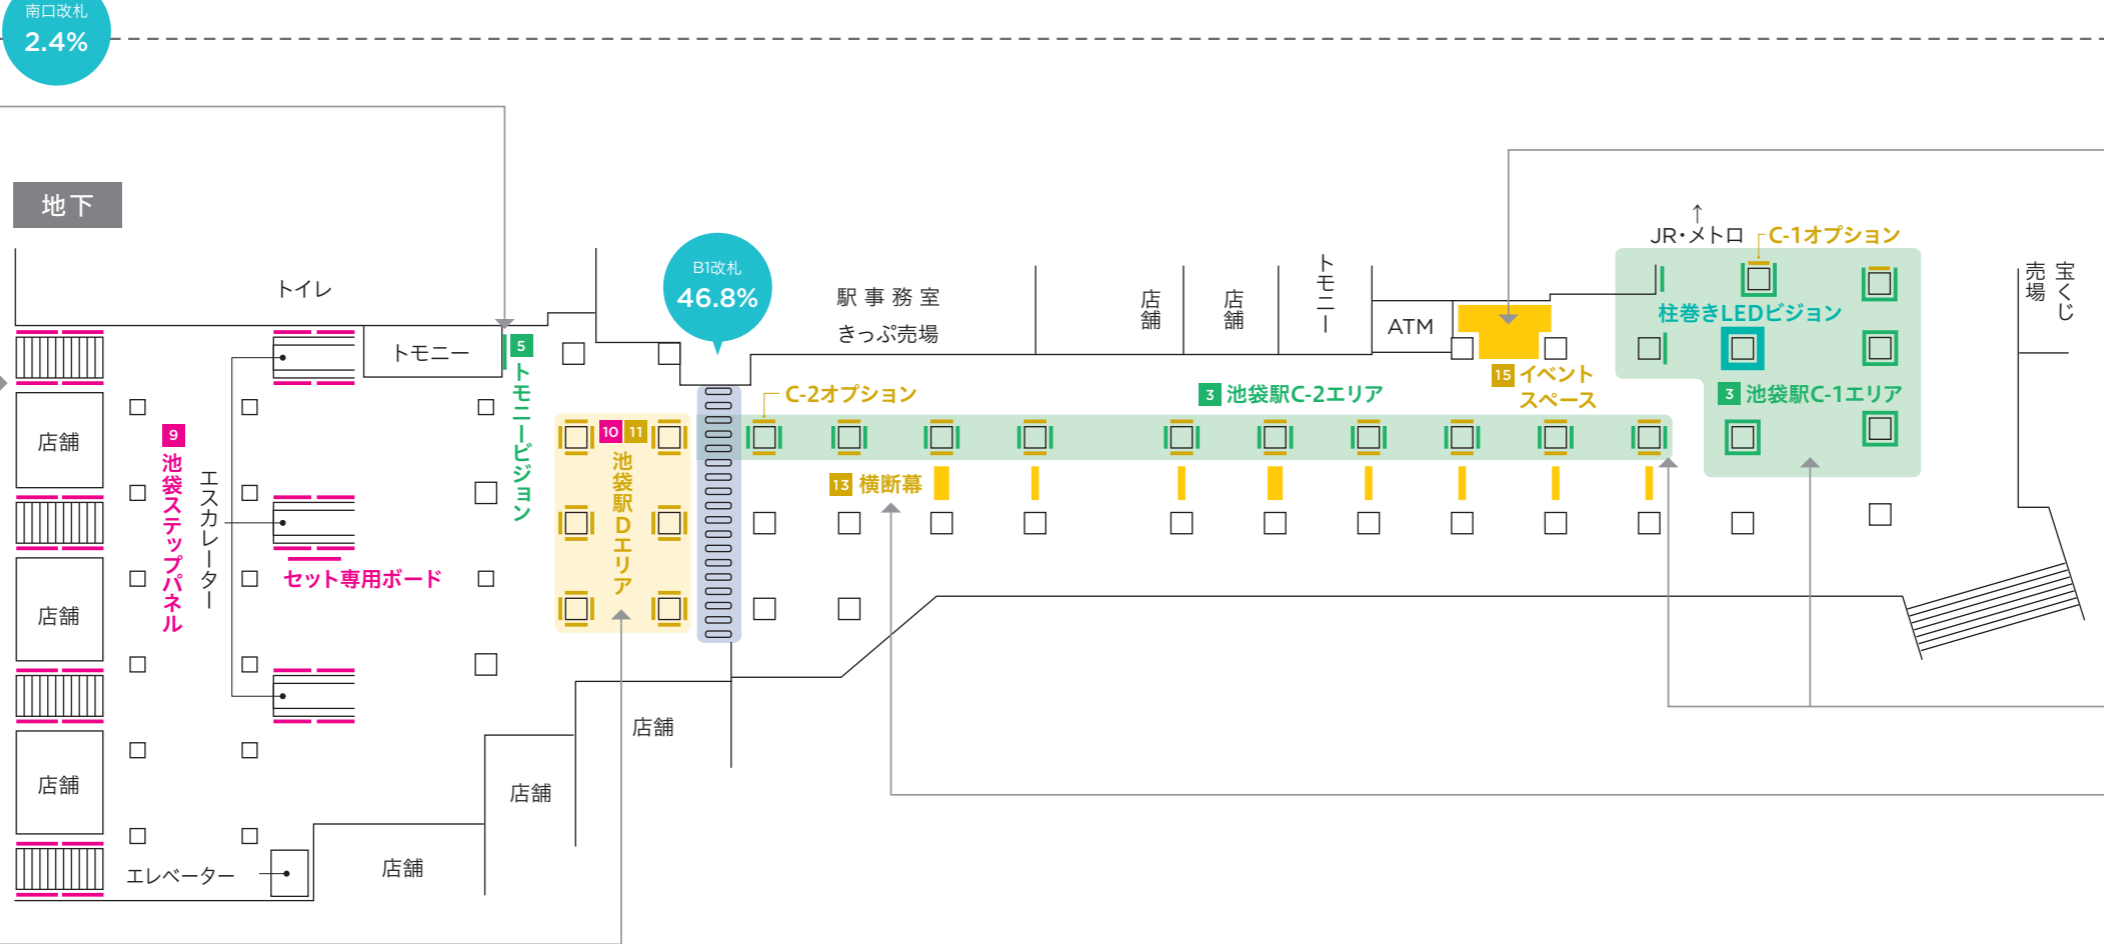 南口改札
2.4%
地下
トイレ
トモニー
5
トモニービジョン
B1改札
46.8%
駅事務室
きっぷ売場
店舗
店舗
トモニー
ATM
↑
JR・メトロ
C-1オプション
柱巻きLEDビジョン
宝くじ
売場
15 イベント
スペース
3 池袋駅C-2エリア
3 池袋駅C-1エリア
C-2オプション
13 横断幕
10 11
池袋駅Dエリア
9
池袋ステップパネル
エスカレーター
セット専用ボード
店舗
店舗
店舗
エレベーター
店舗
店舗
店舗